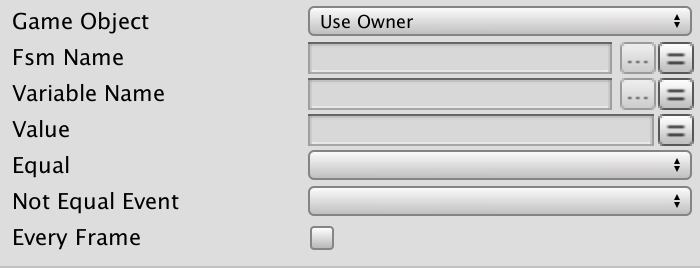 Game Object Use Owner
Fsm Name ... =
Variable Name ... =
Value =
Equal
Not Equal Event
Every Frame